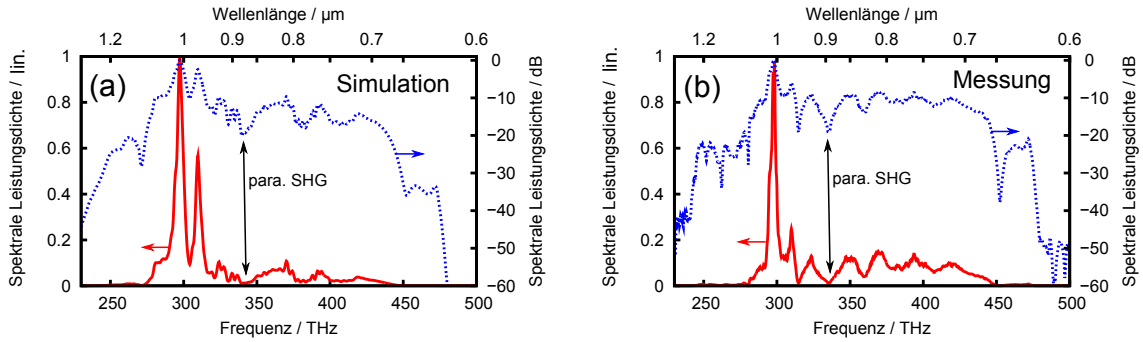 Wellenlänge / µm
1.2 1.1 1 0.9 0.8 0.7 0.6
(a) Simulation
Spektrale Leistungsdichte / lin.
1
0.8
0.6
0.4
0.2
0
para. SHG
0
−10
−20
−30
−40
−50
−60
Spektrale Leistungsdichte / dB
250 300 350 400 450 500
Frequenz / THz
Wellenlänge / µm
1.2 1.1 1 0.9 0.8 0.7 0.6
(b) Messung
Spektrale Leistungsdichte / lin.
1
0.8
0.6
0.4
0.2
0
para. SHG
0
−10
−20
−30
−40
−50
−60
Spektrale Leistungsdichte / dB
250 300 350 400 450 500
Frequenz / THz